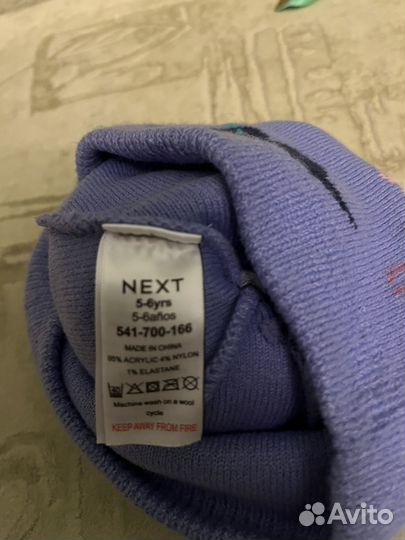 NEXT
5-6yrs
5-6años
541-700-166
MADE IN CHINA
95% ACRYLIC 4% NYLON
1% ELASTANE
Machine wash on a wool
cycle
KEEP AWAY FROM FIRE
Avito